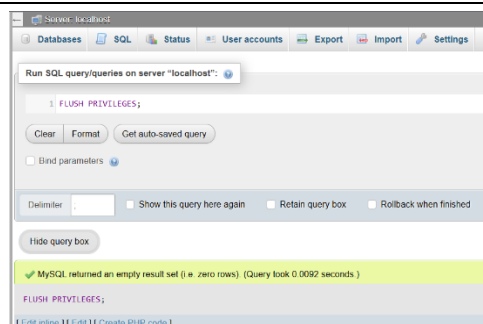 Server: localhost
Databases SQL Status User accounts Export Import Settings
Run SQL query/queries on server “localhost”:
1 FLUSH PRIVILEGES;
Clear Format Get auto-saved query
Bind parameters
Delimiter ; Show this query here again Retain query box Rollback when finished
Hide query box
MySQL returned an empty result set (i.e. zero rows). (Query took 0.0092 seconds.)
FLUSH PRIVILEGES;
[ Edit inline ] [ Edit ] [ Create PHP code ]